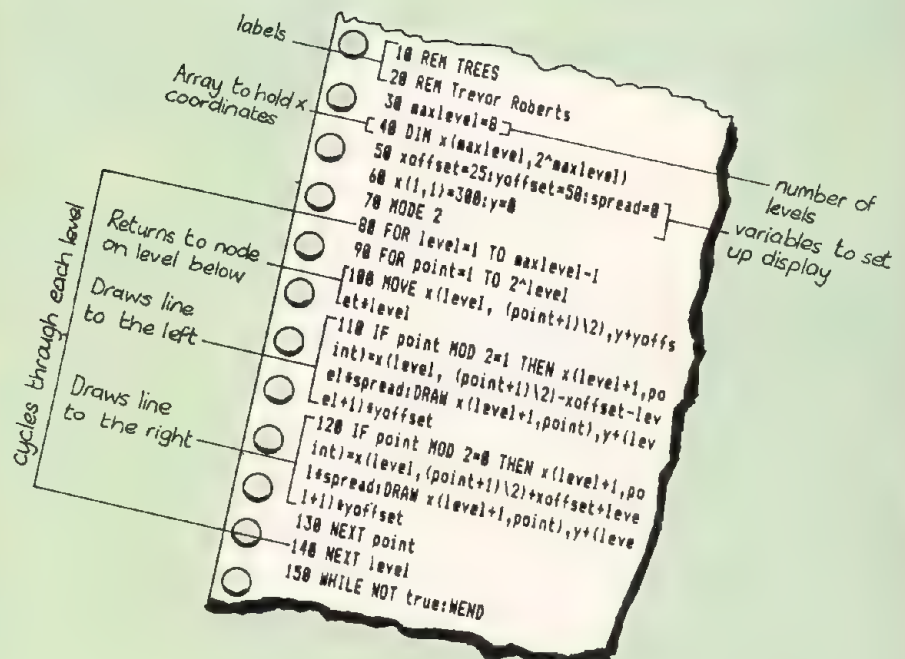 labels
Array to hold x
coordinates
cycles through each level
Returns to node
on level below
Draws line
to the left
Draws line
to the right
10 REM TREES
20 REM Trevor Roberts
30 maxlevel=8
40 DIM x(maxlevel,2^maxlevel)
50 xoffset=25:yoffset=50:spread=0
60 x(1,1)=300:y=0
70 MODE 2
80 FOR level=1 TO maxlevel-1
90 FOR point=1 TO 2^level
100 MOVE x(level, (point+1)\2),y+yoffs
et*level
110 IF point MOD 2=1 THEN x(level+1,po
int)=x(level, (point+1)\2)-xoffset-lev
el*spread:DRAW x(level+1,point),y+(lev
el+1)*yoffset
120 IF point MOD 2=0 THEN x(level+1,po
int)=x(level,(point+1)\2)+xoffset+leve
l*spread:DRAW x(level+1,point),y+(leve
l+1)*yoffset
130 NEXT point
140 NEXT level
150 WHILE NOT true:WEND
number of
levels
variables to set
up display